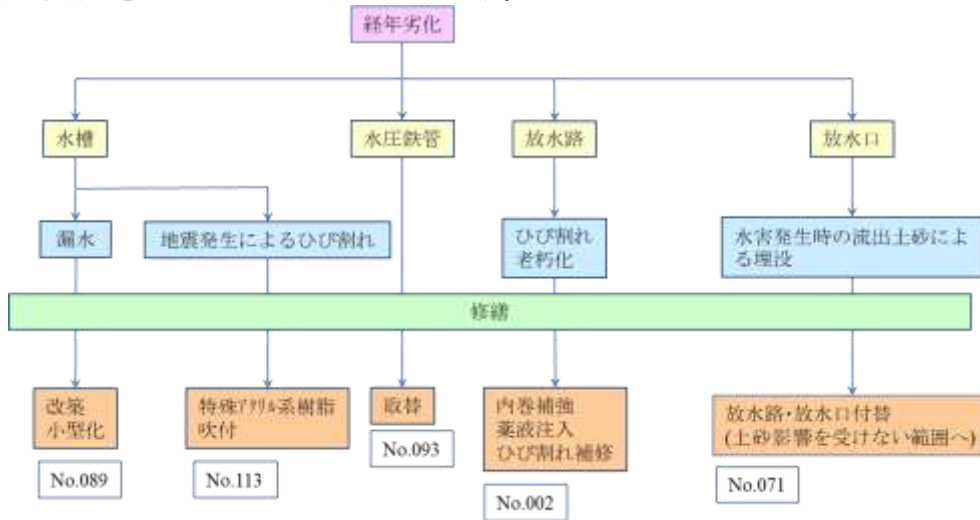 経年劣化
水槽
水圧鉄管
放水路
放水口
漏水
地震発生によるひび割れ
ひび割れ
老朽化
水害発生時の流出土砂によ
る埋没
修繕
改築
小型化
特殊ｱｸﾘﾙ系樹脂
吹付
取替
内巻補強
薬液注入
ひび割れ補修
放水路・放水口付替
(土砂影響を受けない範囲へ)
No.089
No.113
No.093
No.002
No.071